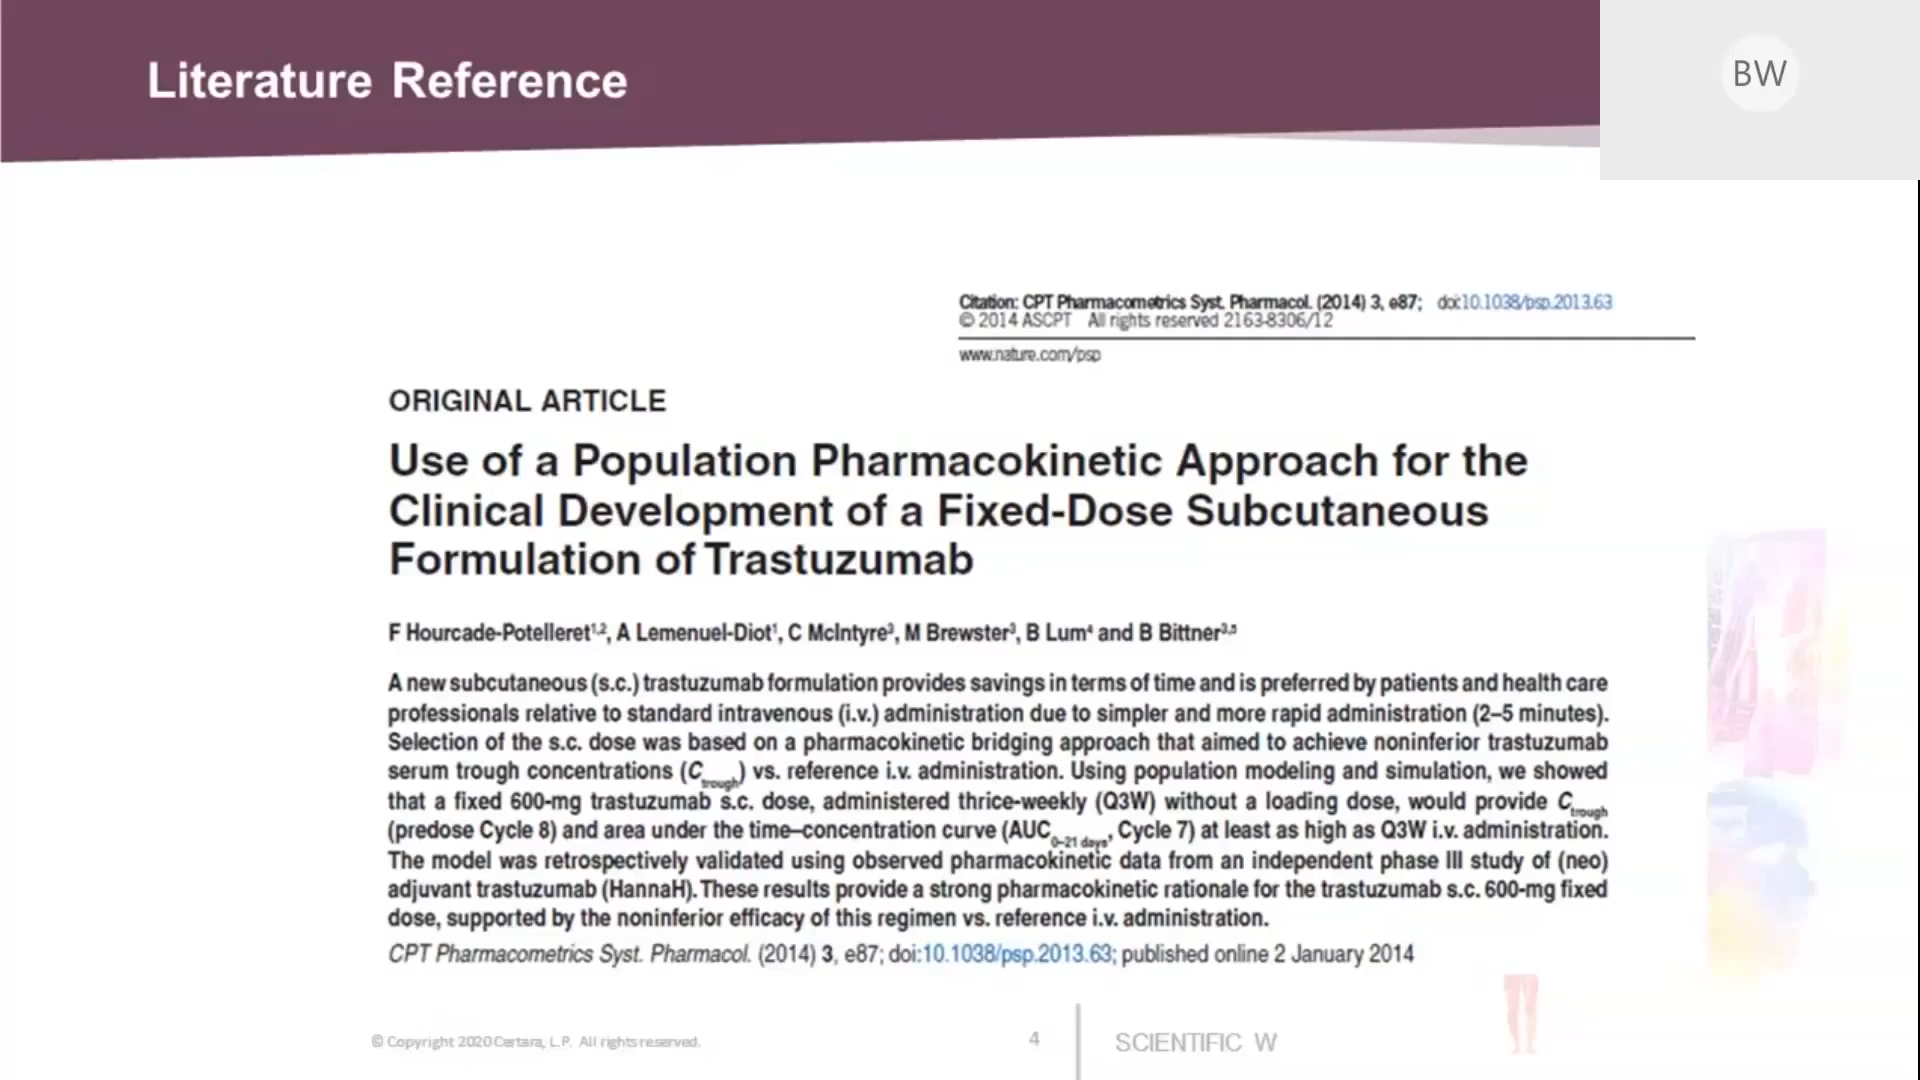 Literature Reference
BW
Citation: CPT Pharmacometrics Syst. Pharmacol. (2014) 3, e87; doi:10.1038/psp.2013.63
© 2014 ASCPT All rights reserved 2163-8306/12
www.nature.com/psp
ORIGINAL ARTICLE
Use of a Population Pharmacokinetic Approach for the
Clinical Development of a Fixed-Dose Subcutaneous
Formulation of Trastuzumab
F Hourcade-Potelleret¹,², A Lemenuel-Diot¹, C McIntyre³, M Brewster³, B Lum⁴ and B Bittner³,⁵
A new subcutaneous (s.c.) trastuzumab formulation provides savings in terms of time and is preferred by patients and health care
professionals relative to standard intravenous (i.v.) administration due to simpler and more rapid administration (2–5 minutes).
Selection of the s.c. dose was based on a pharmacokinetic bridging approach that aimed to achieve noninferior trastuzumab
serum trough concentrations (Ctrough) vs. reference i.v. administration. Using population modeling and simulation, we showed
that a fixed 600-mg trastuzumab s.c. dose, administered thrice-weekly (Q3W) without a loading dose, would provide Ctrough
(predose Cycle 8) and area under the time–concentration curve (AUC0–21 days, Cycle 7) at least as high as Q3W i.v. administration.
The model was retrospectively validated using observed pharmacokinetic data from an independent phase III study of (neo)
adjuvant trastuzumab (HannaH). These results provide a strong pharmacokinetic rationale for the trastuzumab s.c. 600-mg fixed
dose, supported by the noninferior efficacy of this regimen vs. reference i.v. administration.
CPT Pharmacometrics Syst. Pharmacol. (2014) 3, e87; doi:10.1038/psp.2013.63; published online 2 January 2014
© Copyright 2020 Certara, L.P. All rights reserved.
4
SCIENTIFIC W